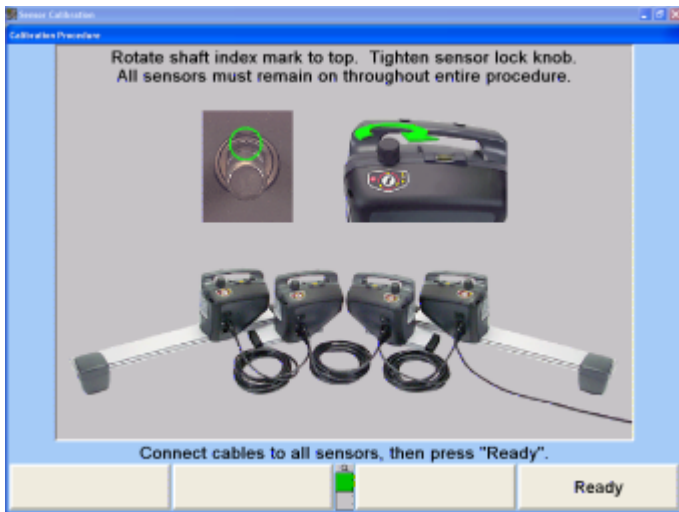 Sensor Calibration
Calibration Procedure
Rotate shaft index mark to top. Tighten sensor lock knob.
All sensors must remain on throughout entire procedure.
Connect cables to all sensors, then press "Ready".
Ready